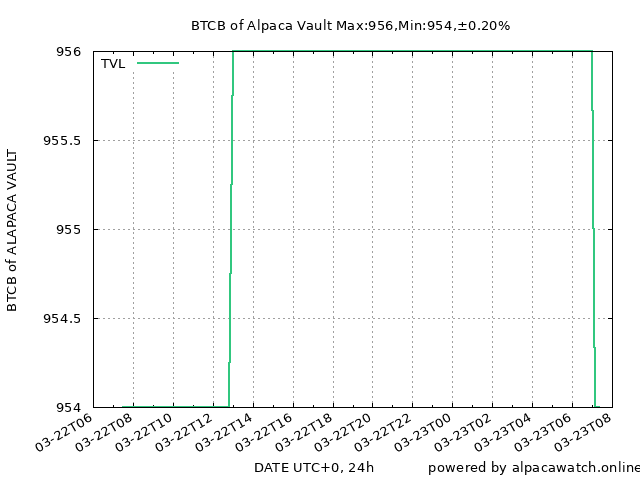 BTCB of Alpaca Vault Max:956,Min:954,±0.20%
TVL
956
955.5
955
954.5
954
BTCB of ALAPACA VAULT
03-22T06
03-22T08
03-22T10
03-22T12
03-22T14
03-22T16
03-22T18
03-22T20
03-22T22
03-23T00
03-23T02
03-23T04
03-23T06
03-23T08
DATE UTC+0, 24h
powered by alpacawatch.online